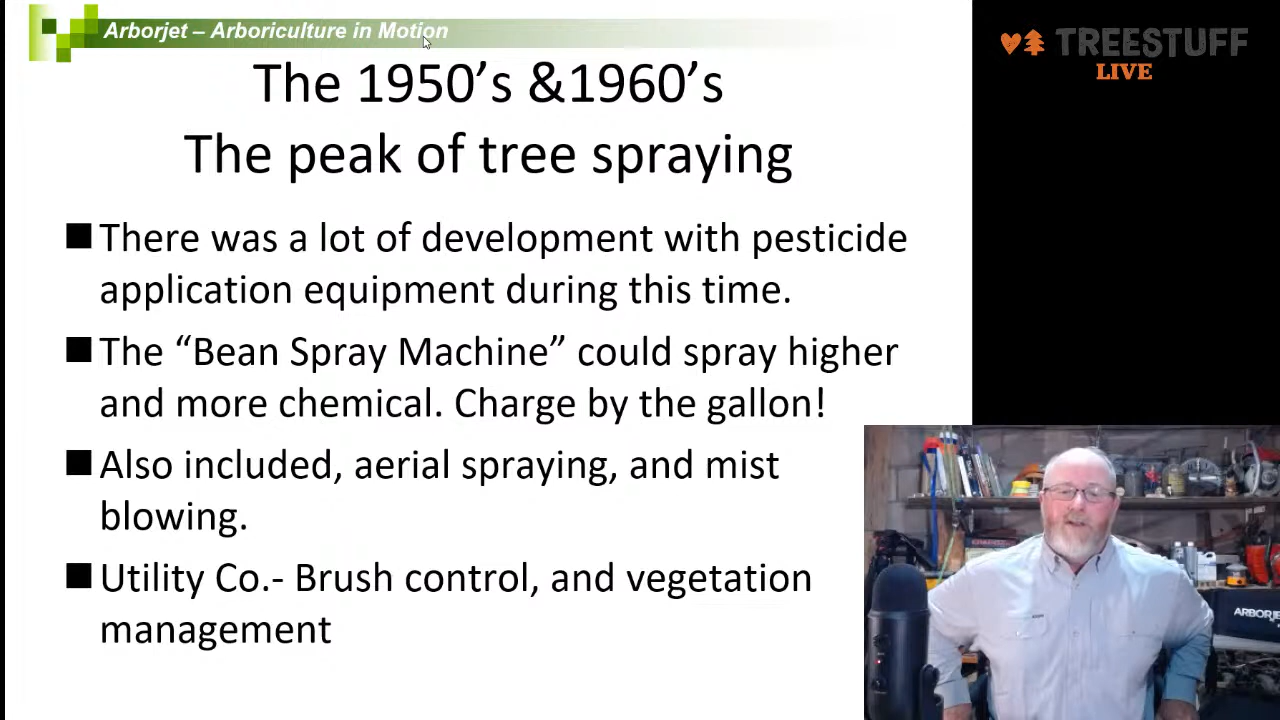 Arborjet – Arboriculture in Motion
TREESTUFF
LIVE
The 1950’s &1960’s
The peak of tree spraying
There was a lot of development with pesticide
application equipment during this time.
The “Bean Spray Machine” could spray higher
and more chemical. Charge by the gallon!
Also included, aerial spraying, and mist
blowing.
Utility Co.- Brush control, and vegetation
management
ARBORJE